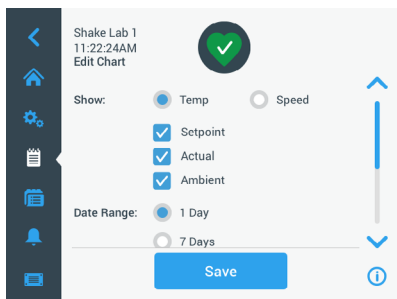 Shake Lab 1
11:22:24AM
Edit Chart
Show: Temp Speed
Setpoint
Actual
Ambient
Date Range: 1 Day
7 Days
Save